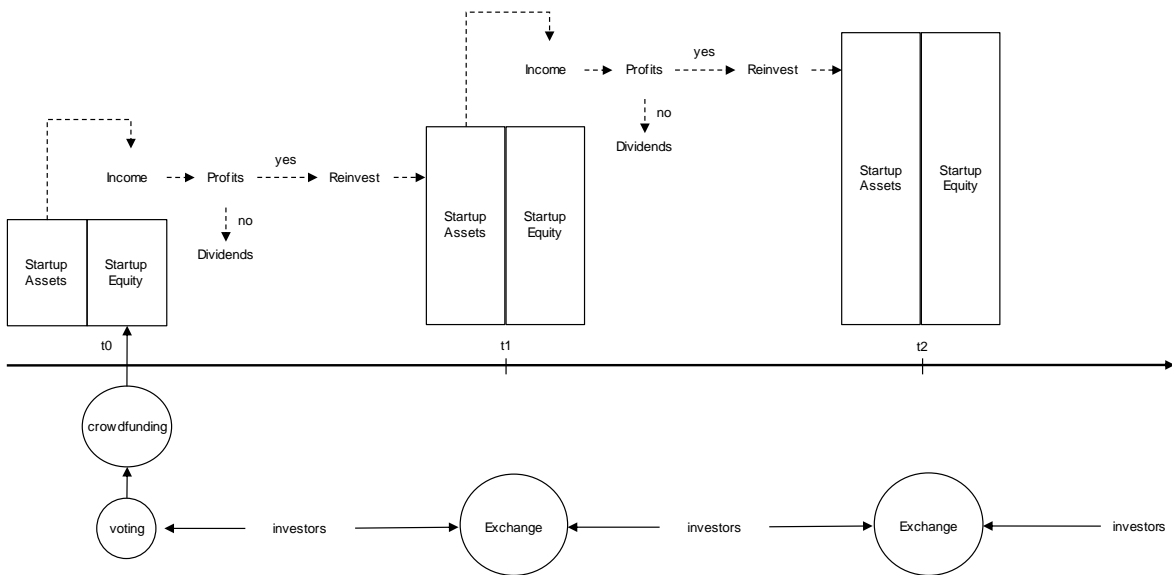 yes
Income
Profits
Reinvest
no
Dividends
yes
Income
Profits
Reinvest
no
Dividends
Startup
Assets
Startup
Equity
Startup
Assets
Startup
Equity
Startup
Assets
Startup
Equity
t0
t1
t2
crowdfunding
voting
investors
Exchange
investors
Exchange
investors